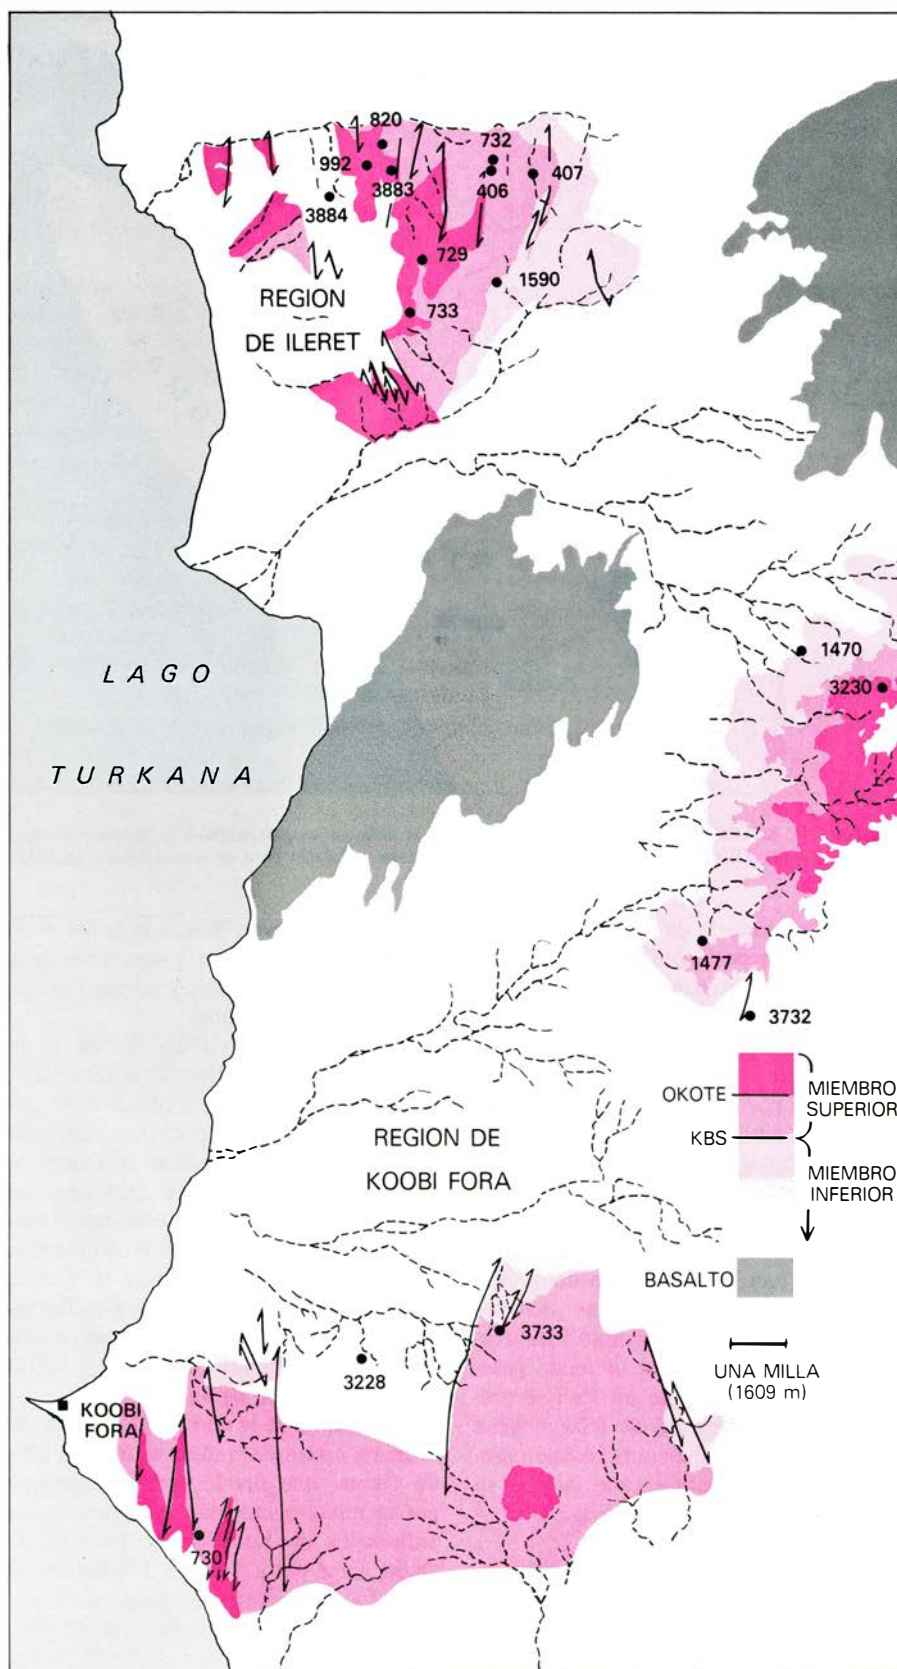 820
732
992
407
3883
406
3884
729
1590
REGION
DE ILERET
733
1470
3230
LAGO
TURKANA
1477
3732
OKOTE
MIEMBRO
SUPERIOR
KBS
REGION DE
KOOBI FORA
MIEMBRO
INFERIOR
BASALTO
3733
3228
UNA MILLA
(1609 m)
KOOBI
FORA
730